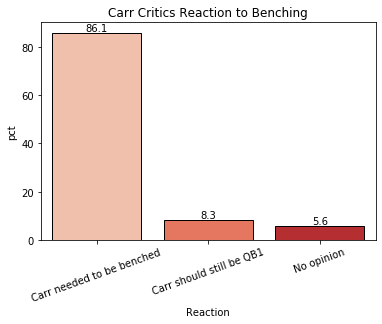 Carr Critics Reaction to Benching
pct
80
60
40
20
0
86.1
8.3
5.6
Carr needed to be benched
Carr should still be QB1
No opinion
Reaction